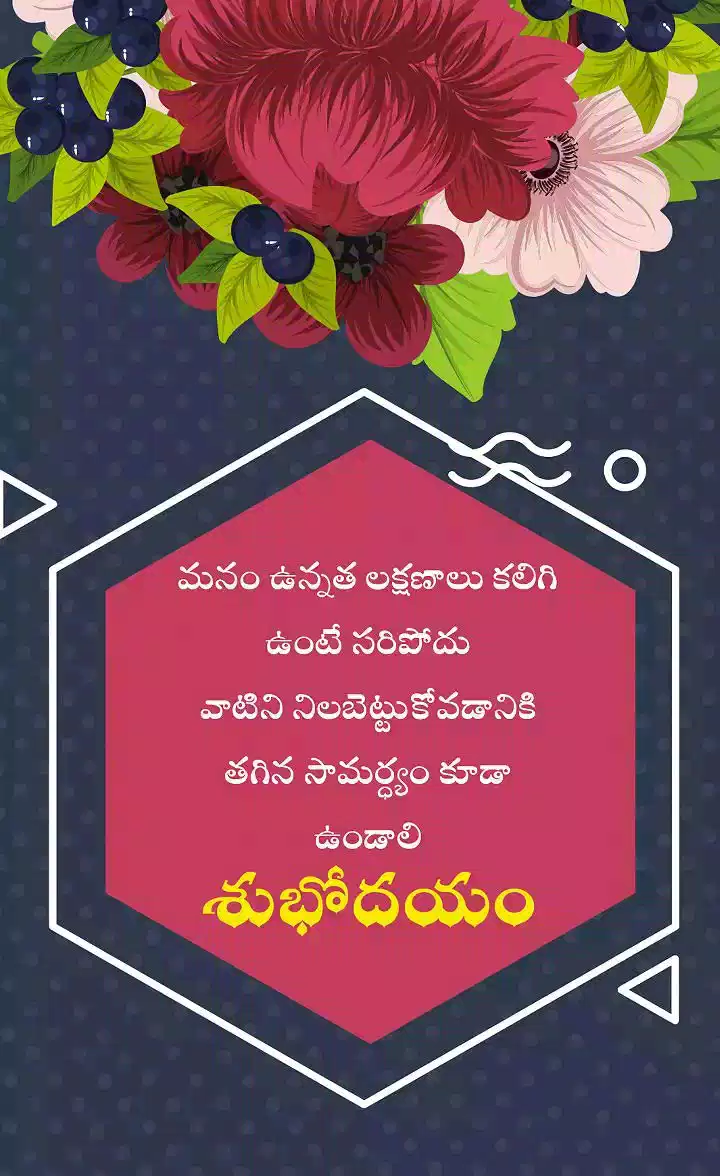 మనం ఉన్నత లక్షణాలు కలిగి
ఉంటే సరిపోదు
వాటిని నిలబెట్టుకోవడానికి
తగిన సామర్ధ్యం కూడా
ఉండాలి
శుభోదయం